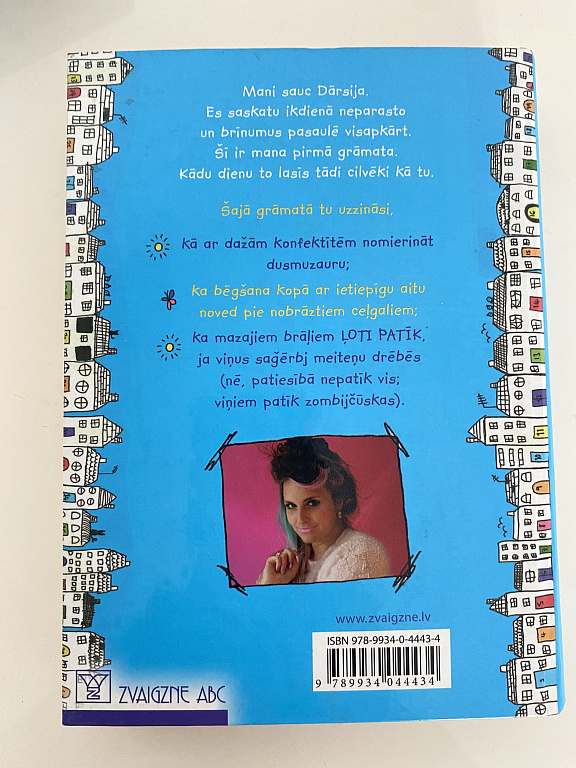 Mani sauc Dārsija.
Es saskatu ikdienā neparasto
un brīnumus pasaulē visapkārt.
Šī ir mana pirmā grāmata.
Kādu dienu to lasīs tādi cilvēki kā tu.
Šajā grāmatā tu uzzināsi,
kā ar dažām konfektītēm nomierināt
dusmuzauru;
ka bēgšana kopā ar ietiepīgu aitu
noved pie nobrāztiem ceļgaliem;
ka mazajiem brāļiem ĻOTI PATĪK,
ja viņus saģērbj meiteņu drēbēs
(nē, patiesībā nepatīk vis;
viņiem patīk zombijčūskas).
www.zvaigzne.lv
ISBN 978-9934-0-4443-4
9 789934 044434
ZVAIGZNE ABC